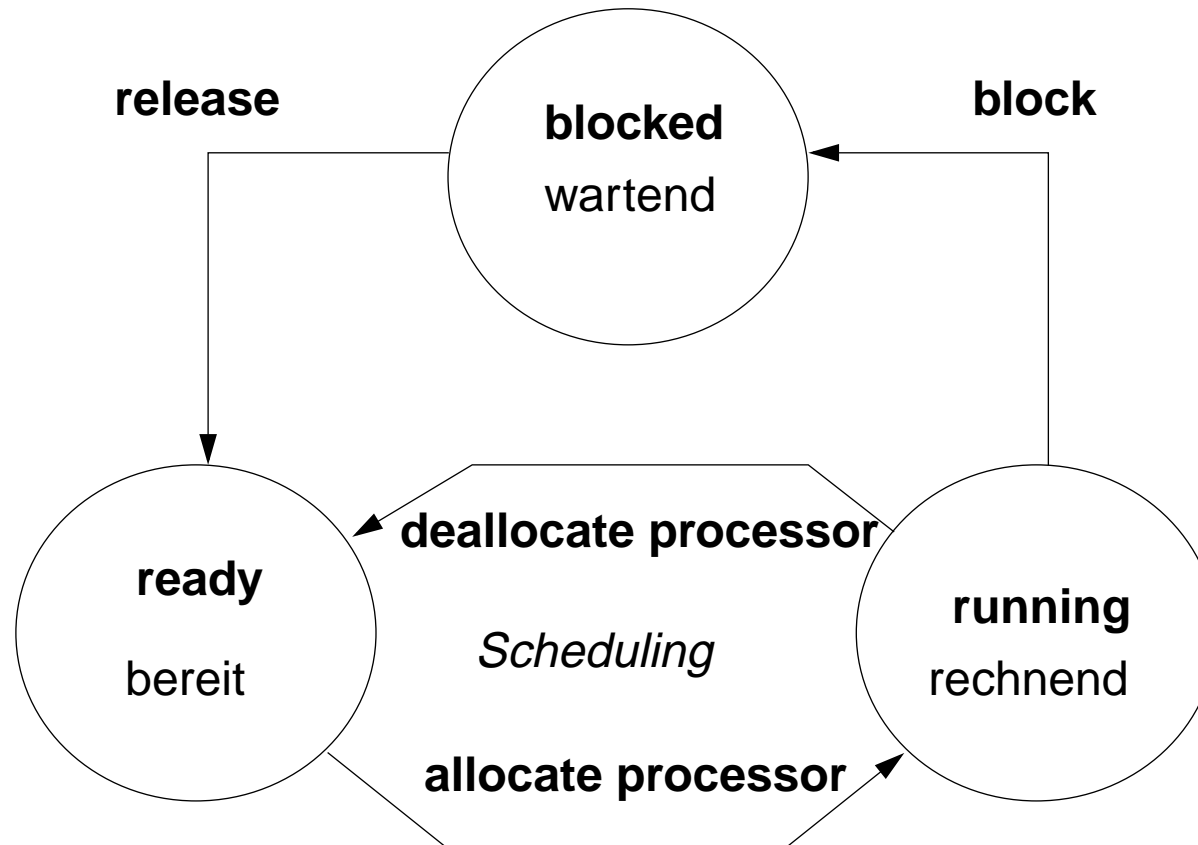 release
block
blocked
wartend
deallocate processor
ready
bereit
Scheduling
running
rechnend
allocate processor